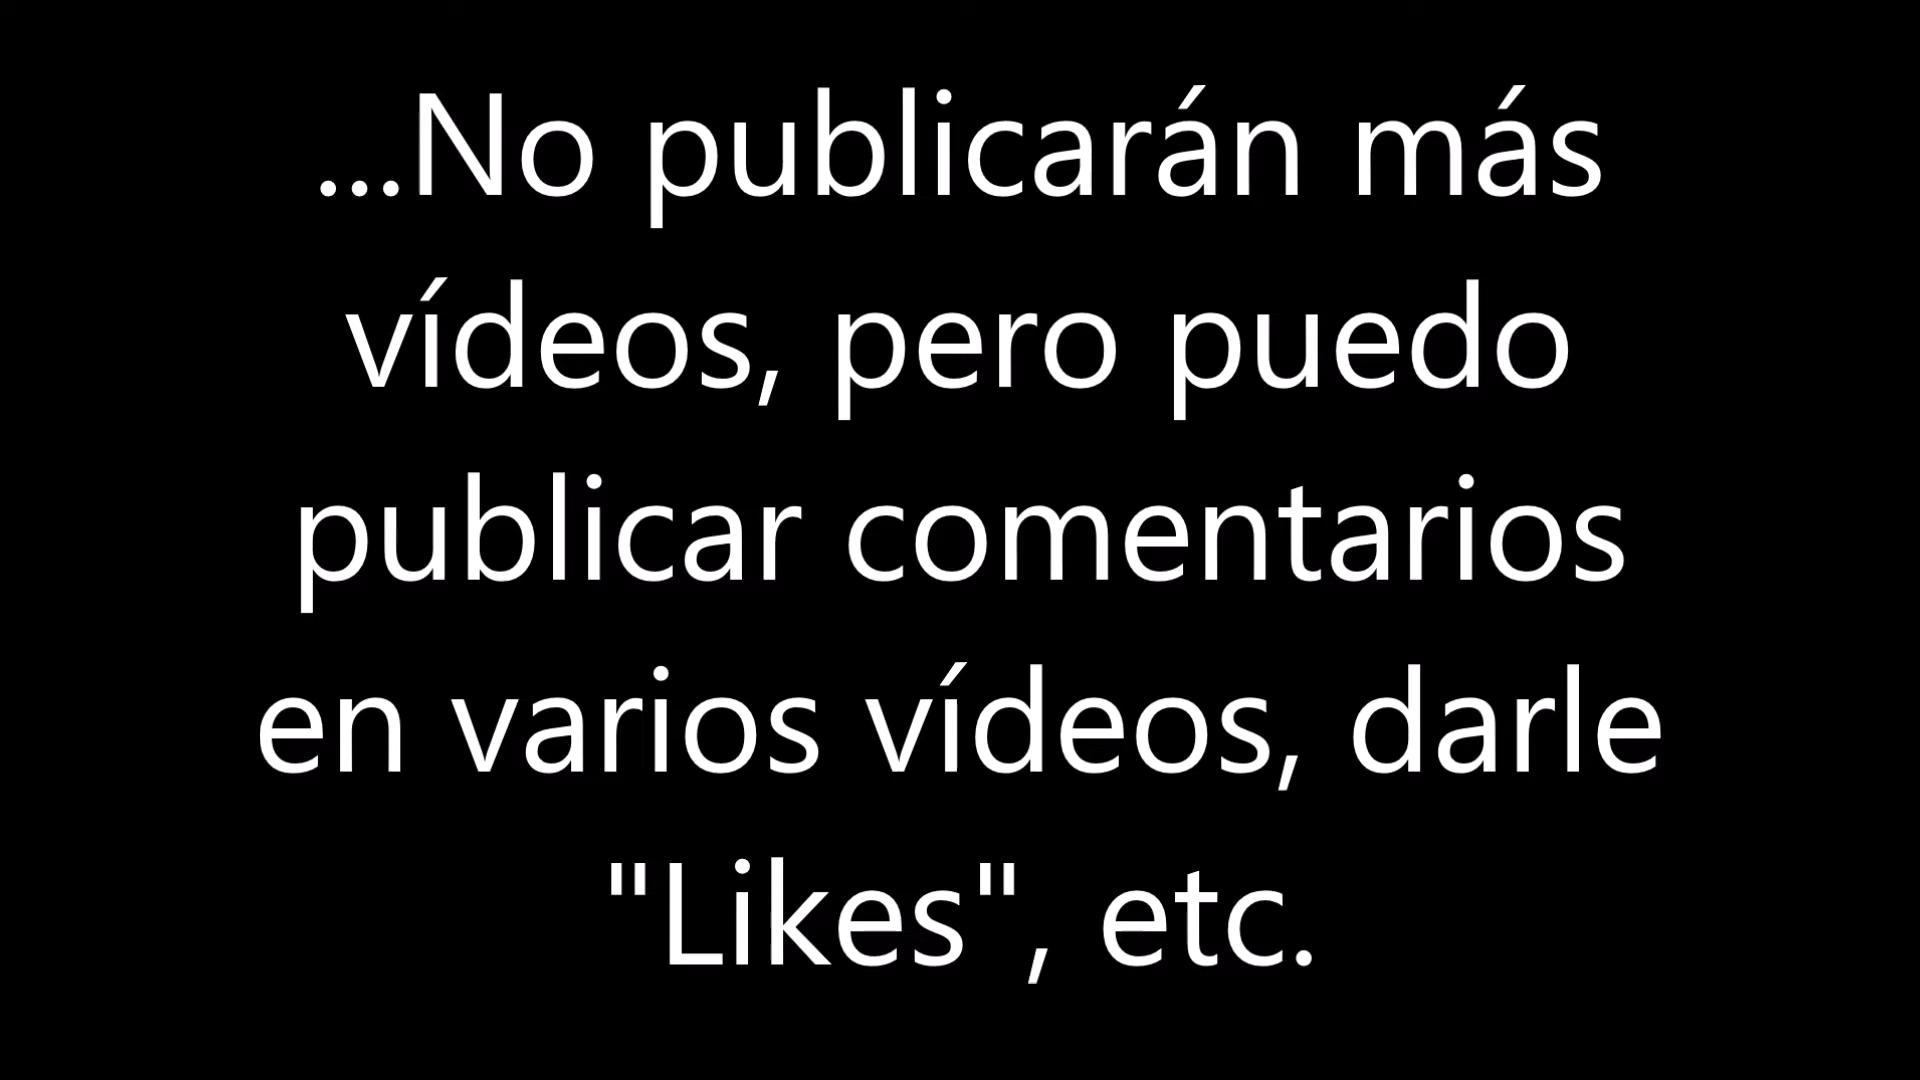 ...No publicarán más
vídeos, pero puedo
publicar comentarios
en varios vídeos, darle
"Likes", etc.